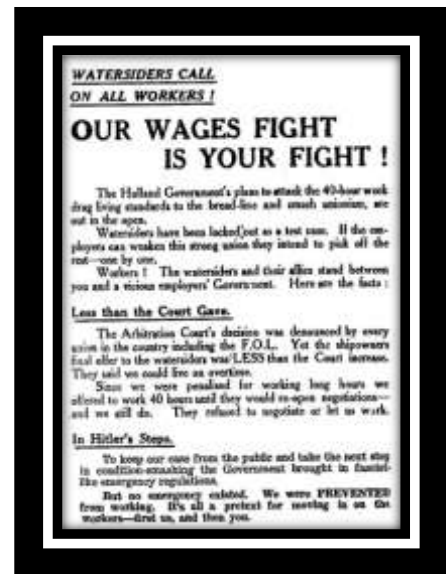 WATERSIDERS CALL
ON ALL WORKERS !
OUR WAGES FIGHT
IS YOUR FIGHT !
The Holland Government's plans to attack the 40-hour week
drag living standards to the bread-line and smash unionism, are
out in the open.
Watersiders have been locked out as a test case. If the em-
ployers can weaken this strong union they intend to pick off the
rest—one by one.
Workers ! The watersiders and their allies stand between
you and a vicious employers' Government. Here are the facts :
Less than the Court Gave.
The Arbitration Court's decision was denounced by every
union in the country including the F.O.L. Yet the shipowners
final offer to the watersiders was LESS than the Court increase.
They said we could live on overtime.
Since we were penalised for working long hours we
offered to work 40 hours until they would re-open negotiations—
and we still do. They refused to negotiate or let us work.
In Hitler's Steps.
To keep our case from the public and take the next step
in condition-smashing the Government brought in fascist-
like emergency regulations.
But no emergency existed. We were PREVENTED
from working. It's all a pretext for moving in on the
workers—first us, and then you.